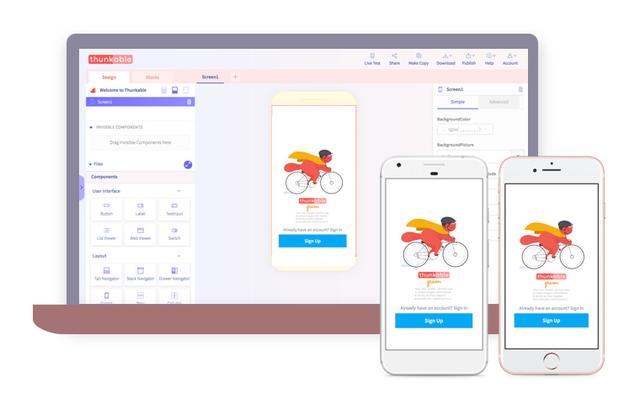 thunkable
Live Test Share Make Copy Download Publish Help Account
Design Blocks Screen1 +
Welcome to Thunkable
Screen1
INVISIBLE COMPONENTS
Drag Invisible Components here
Files
Components
User Interface
Button Label TextInput
List Viewer Web Viewer Switch
Layout
Tab Navigator Stack Navigator Drawer Navigator
thunkable
Already have an account? Sign In
Sign Up
Screen1
Simple Advanced
BackgroundColor
BackgroundPicture
thunkable
Already have an account? Sign In
Sign Up
thunkable
Already have an account? Sign In
Sign Up